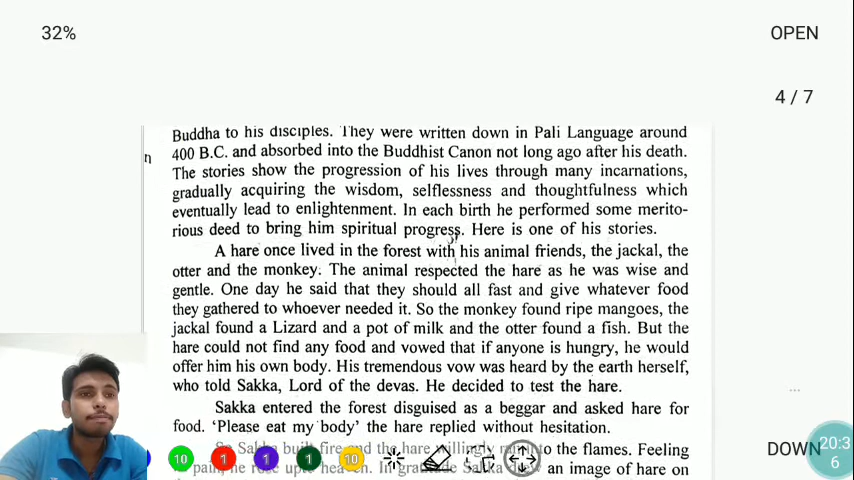 32%
OPEN
4 / 7
n
Buddha to his disciples. They were written down in Pali Language around
400 B.C. and absorbed into the Buddhist Canon not long ago after his death.
The stories show the progression of his lives through many incarnations,
gradually acquiring the wisdom, selflessness and thoughtfulness which
eventually lead to enlightenment. In each birth he performed some merito-
rious deed to bring him spiritual progress. Here is one of his stories.
A hare once lived in the forest with his animal friends, the jackal, the
otter and the monkey. The animal respected the hare as he was wise and
gentle. One day he said that they should all fast and give whatever food
they gathered to whoever needed it. So the monkey found ripe mangoes, the
jackal found a Lizard and a pot of milk and the otter found a fish. But the
hare could not find any food and vowed that if anyone is hungry, he would
offer him his own body. His tremendous vow was heard by the earth herself,
who told Sakka, Lord of the devas. He decided to test the hare.
Sakka entered the forest disguised as a beggar and asked hare for
food. 'Please eat my body' the hare replied without hesitation.
So Sakka built fire and the hare willingly to the flames. Feeling
pain, he rose heaven. In an image of hare on
10
1
1
1
10
DOWN
20:3
6